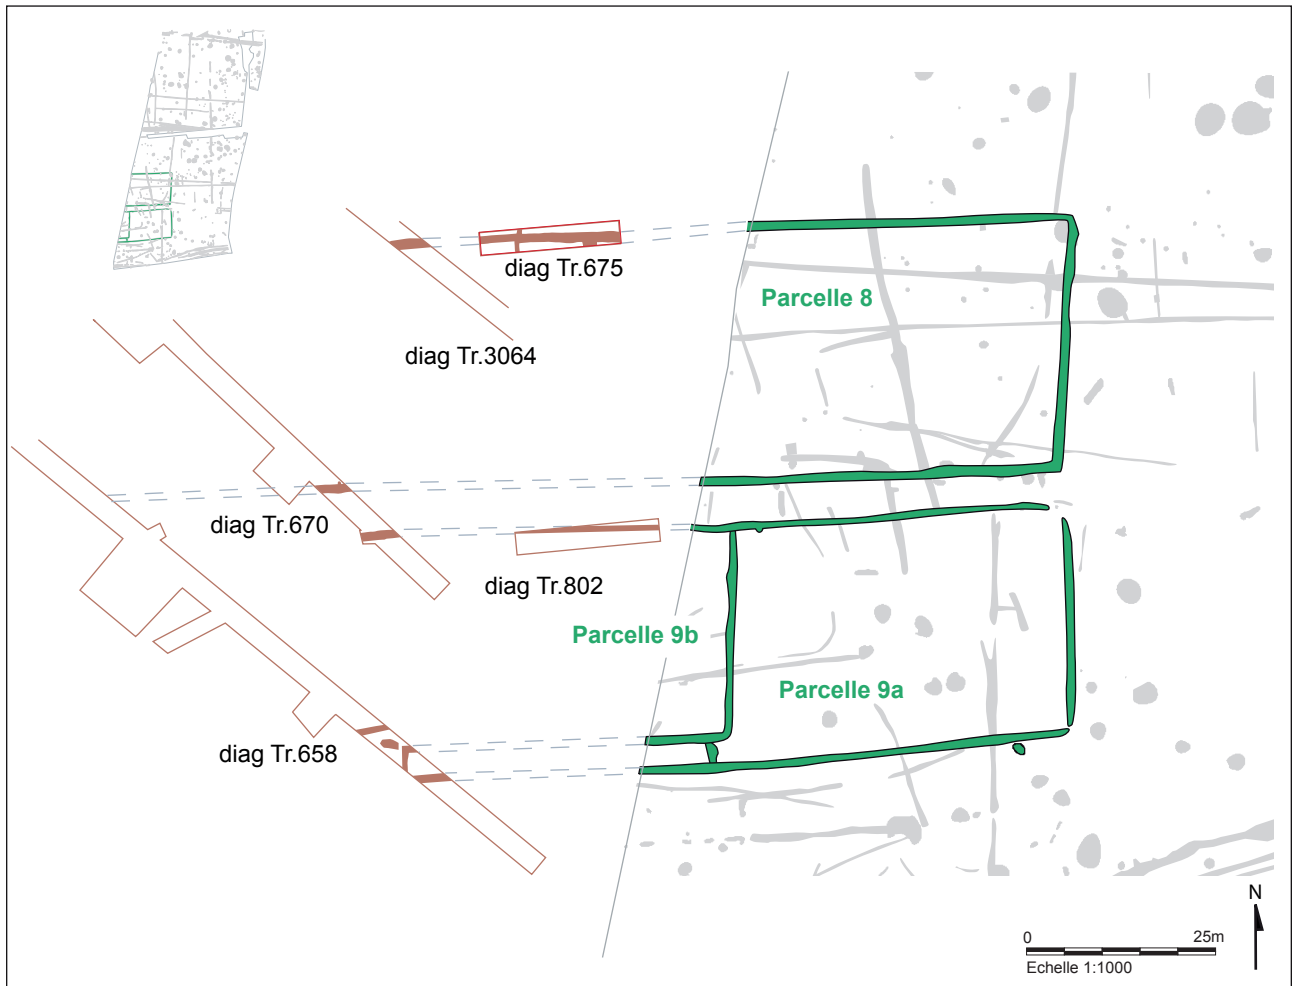 diag Tr.675
Parcelle 8
diag Tr.3064
diag Tr.670
diag Tr.802
Parcelle 9b
Parcelle 9a
diag Tr.658
N
0 25m
Echelle 1:1000